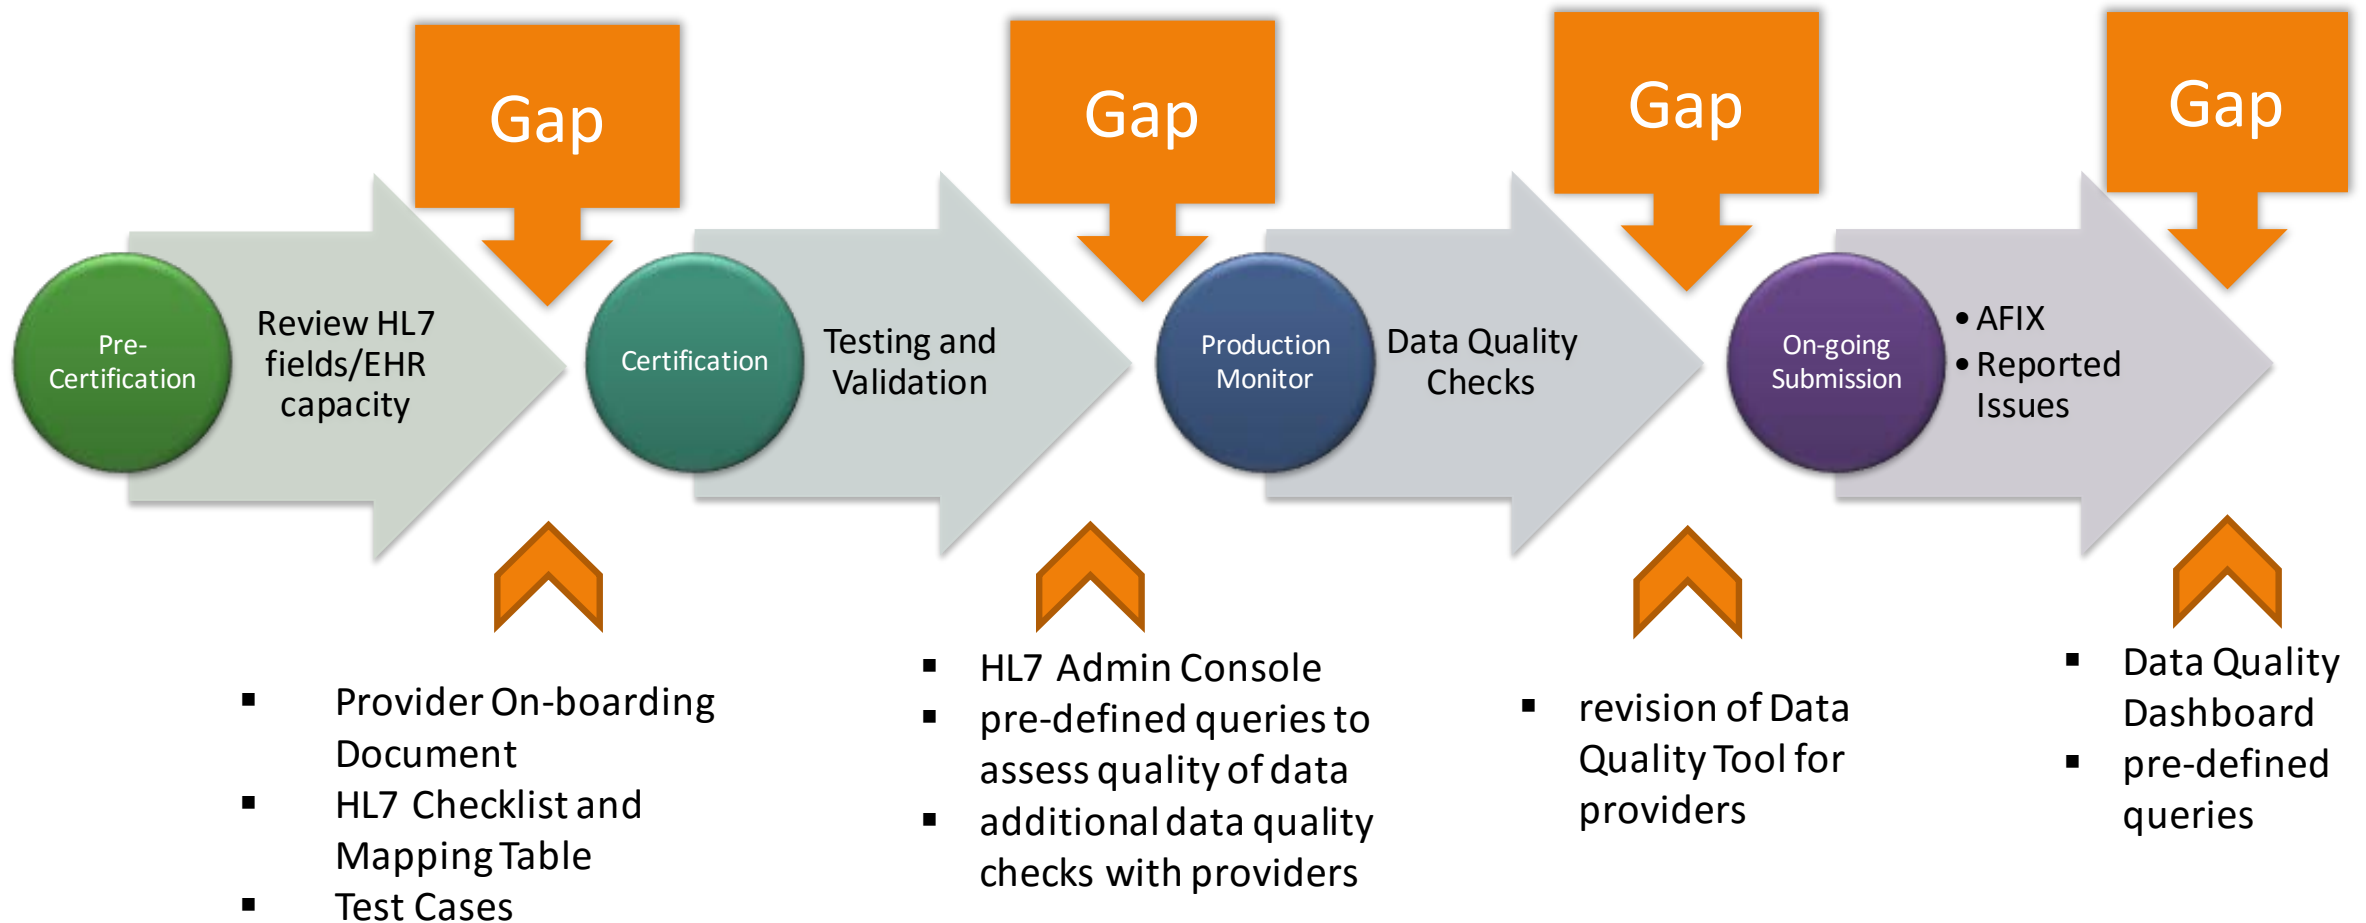 Gap
Gap
Gap
Gap
Pre-
Certification
Review HL7
fields/EHR
capacity
Certification
Testing and
Validation
Production
Monitor
Data Quality
Checks
On-going
Submission
• AFIX
• Reported
Issues
▪ Provider On-boarding
Document
▪ HL7 Checklist and
Mapping Table
▪ Test Cases
▪ HL7 Admin Console
▪ pre-defined queries to
assess quality of data
▪ additional data quality
checks with providers
▪ revision of Data
Quality Tool for
providers
▪ Data Quality
Dashboard
▪ pre-defined
queries